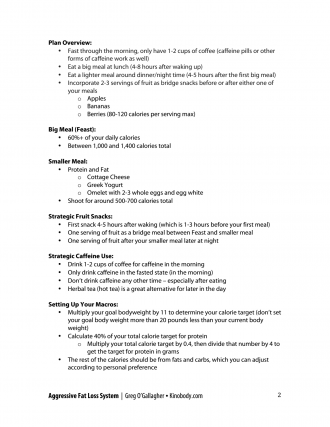 Plan Overview:
• Fast through the morning, only have 1-2 cups of coffee (caffeine pills or other
forms of caffeine work as well)
• Eat a big meal at lunch (4-8 hours after waking up)
• Eat a lighter meal around dinner/night time (4-5 hours after the first big meal)
• Incorporate 2-3 servings of fruit as bridge snacks before or after either one of
your meals
o Apples
o Bananas
o Berries (80-120 calories per serving max)
Big Meal (Feast):
• 60%+ of your daily calories
• Between 1,000 and 1,400 calories total
Smaller Meal:
• Protein and Fat
o Cottage Cheese
o Greek Yogurt
o Omelet with 2-3 whole eggs and egg white
• Shoot for around 500-700 calories total
Strategic Fruit Snacks:
• First snack 4-5 hours after waking (which is 1-3 hours before your first meal)
• One serving of fruit as a bridge meal between Feast and smaller meal
• One serving of fruit after your smaller meal later at night
Strategic Caffeine Use:
• Drink 1-2 cups of coffee for caffeine in the morning
• Only drink caffeine in the fasted state (in the morning)
• Don't drink caffeine any other time – especially after eating
• Herbal tea (hot tea) is a great alternative for later in the day
Setting Up Your Macros:
• Multiply your goal bodyweight by 11 to determine your calorie target (don't set
your goal body weight more than 20 pounds less than your current body
weight)
• Calculate 40% of your total calorie target for protein
o Multiply your total calorie target by 0.4, then divide that number by 4 to
get the target for protein in grams
• The rest of the calories should be from fats and carbs, which you can adjust
according to personal preference
Aggressive Fat Loss System | Greg O'Gallagher • Kinobody.com 2